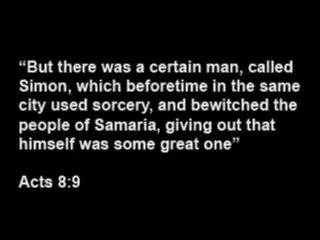 “But there was a certain man, called
Simon, which beforetime in the same
city used sorcery, and bewitched the
people of Samaria, giving out that
himself was some great one”
Acts 8:9